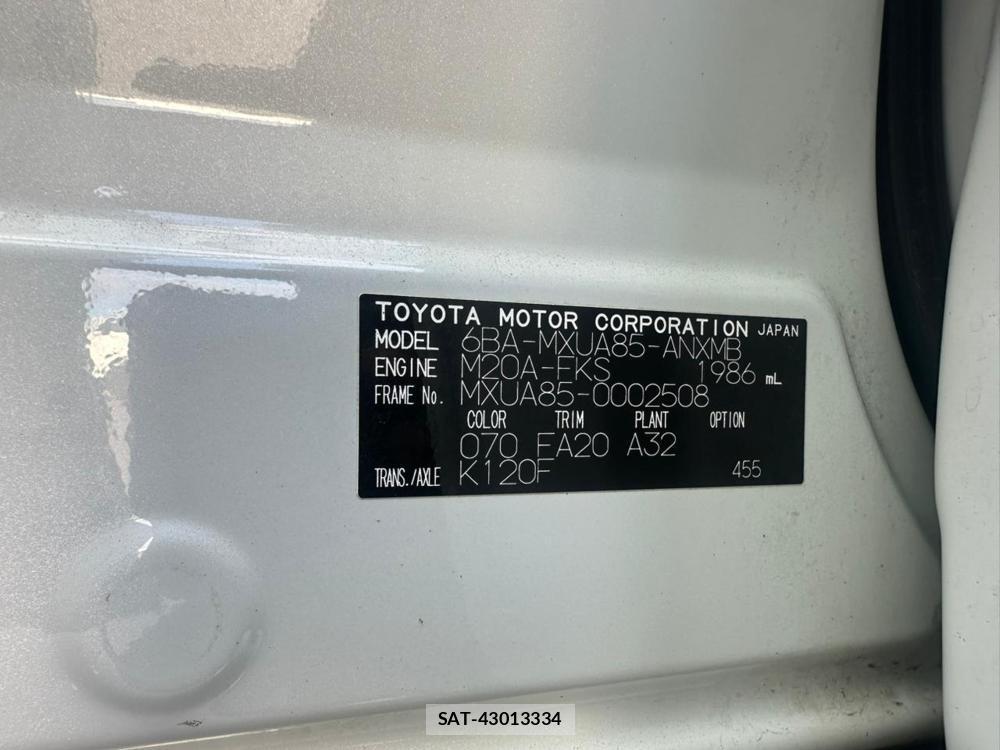 TOYOTA MOTOR CORPORATION JAPAN
MODEL 6BA-MXUA85-ANXMB
ENGINE M20A-FKS 1986 mL
FRAME No. MXUA85-0002508
COLOR TRIM PLANT OPTION
070 EA20 A32
TRANS./AXLE K120F 455
SAT-43013334